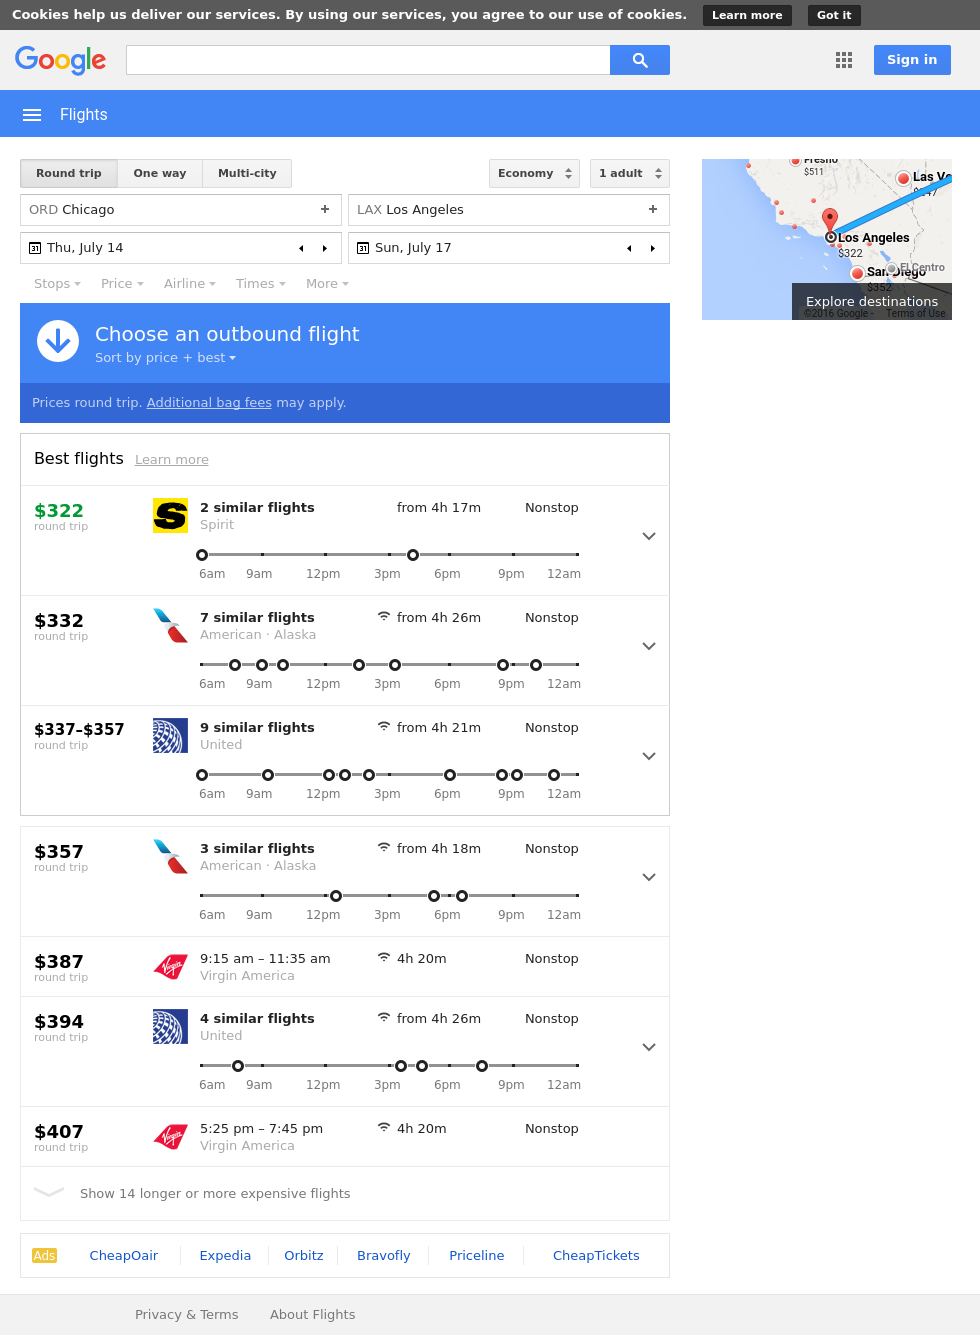 Cookies help us deliver our services. By using our services, you agree to our use of cookies. Learn more Got it
Google Sign in
Flights
Round trip One way Multi-city Economy 1 adult
ORD Chicago + LAX Los Angeles +
31 Thu, July 14 31 Sun, July 17
Stops Price Airline Times More
Choose an outbound flight
Sort by price + best
Prices round trip. Additional bag fees may apply.
Fresno
$511
Las Ve
Los Angeles
$322
El Centro
San Diego
$352
Explore destinations
©2016 Google - Terms of Use
Best flights Learn more
$322 2 similar flights from 4h 17m Nonstop
round trip Spirit
6am 9am 12pm 3pm 6pm 9pm 12am
$332 7 similar flights from 4h 26m Nonstop
round trip American · Alaska
6am 9am 12pm 3pm 6pm 9pm 12am
$337–$357 9 similar flights from 4h 21m Nonstop
round trip United
6am 9am 12pm 3pm 6pm 9pm 12am
$357 3 similar flights from 4h 18m Nonstop
round trip American · Alaska
6am 9am 12pm 3pm 6pm 9pm 12am
$387 Virgin 9:15 am – 11:35 am 4h 20m Nonstop
round trip Virgin America
$394 4 similar flights from 4h 26m Nonstop
round trip United
6am 9am 12pm 3pm 6pm 9pm 12am
$407 Virgin 5:25 pm – 7:45 pm 4h 20m Nonstop
round trip Virgin America
Show 14 longer or more expensive flights
Ads CheapOair Expedia Orbitz Bravofly Priceline CheapTickets
Privacy & Terms About Flights